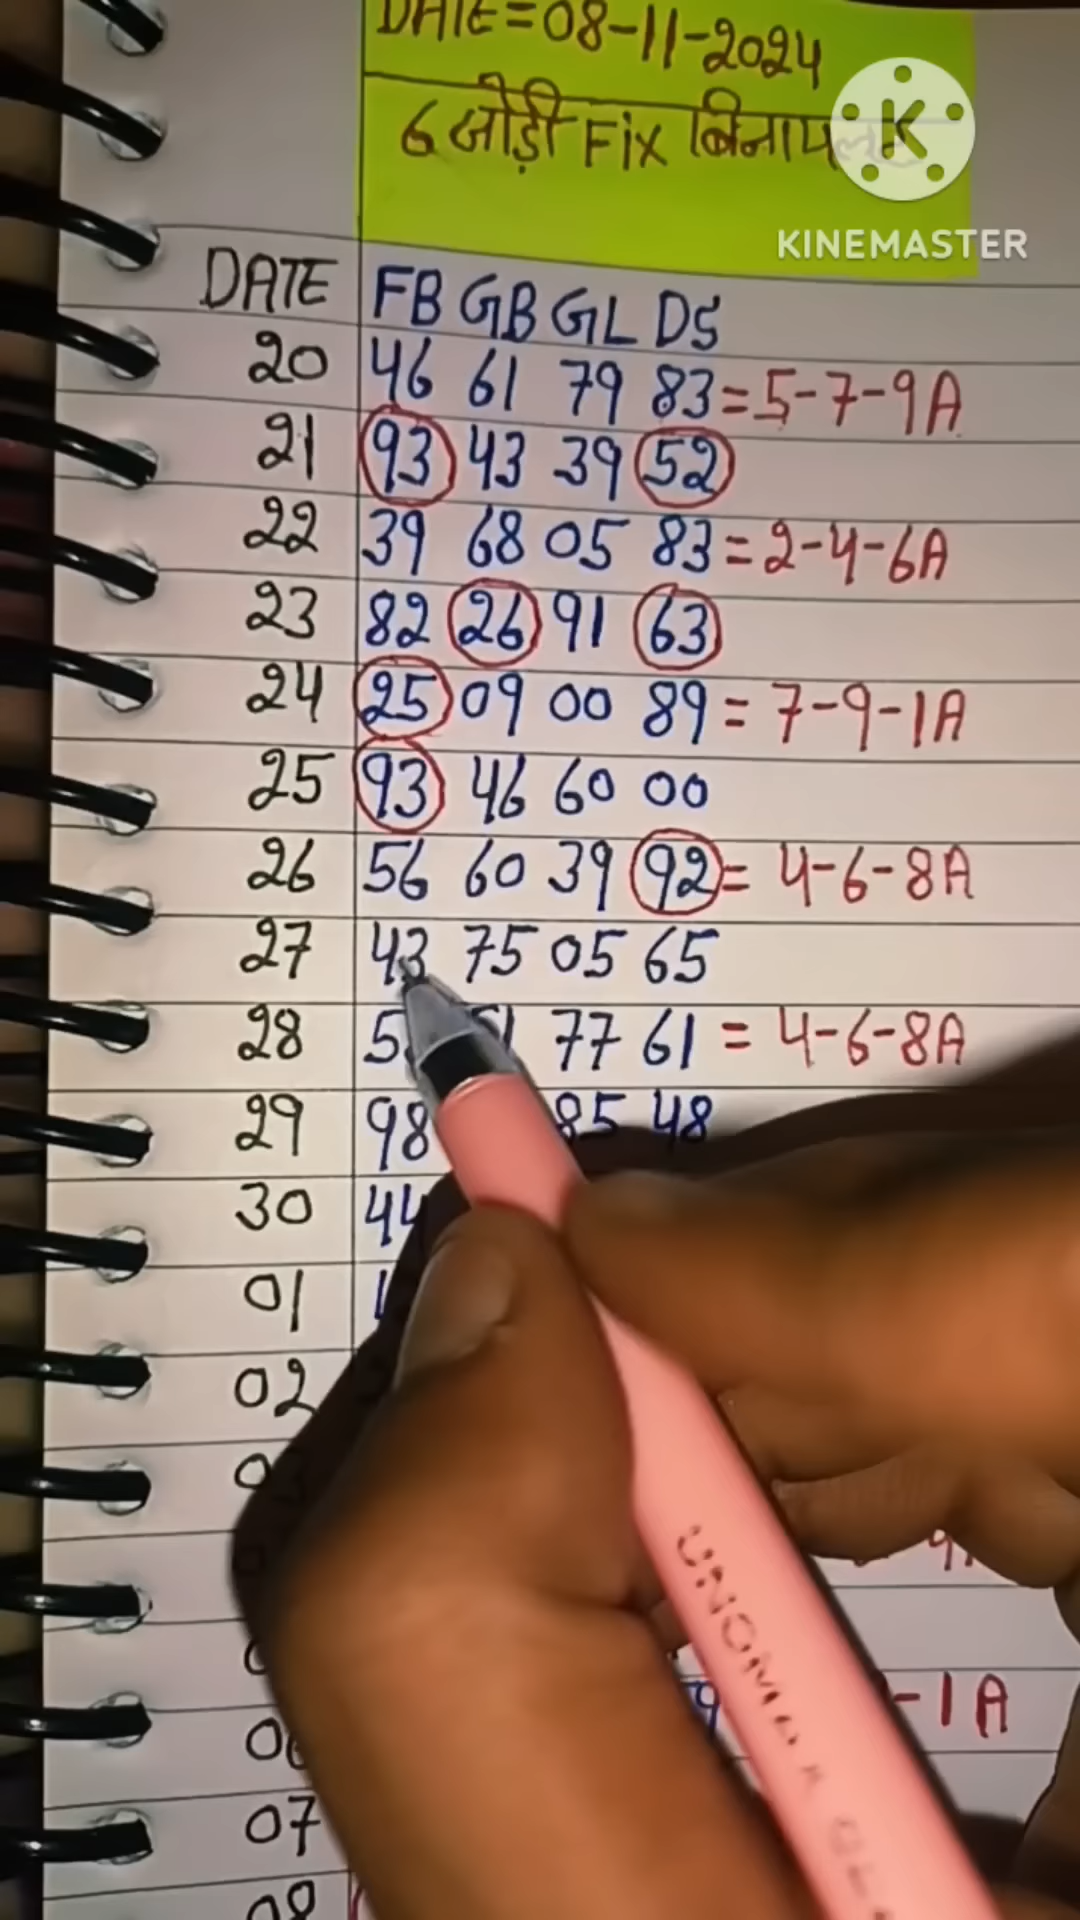 DATE=08-11-2024
6 जोड़ी Fix बिना
KINEMASTER
DATE FB GB GL DS
20 46 61 79 83=5-7-9A
21 93 43 39 52
22 39 68 05 83=2-4-6A
23 82 26 91 63
24 25 09 00 89=7-9-1A
25 93 46 60 00
26 56 60 39 92=4-6-8A
27 43 75 05 65
28 77 61=4-6-8A
29 98 85 48
30 44
01
02
07
08
-1A
UNOMAX